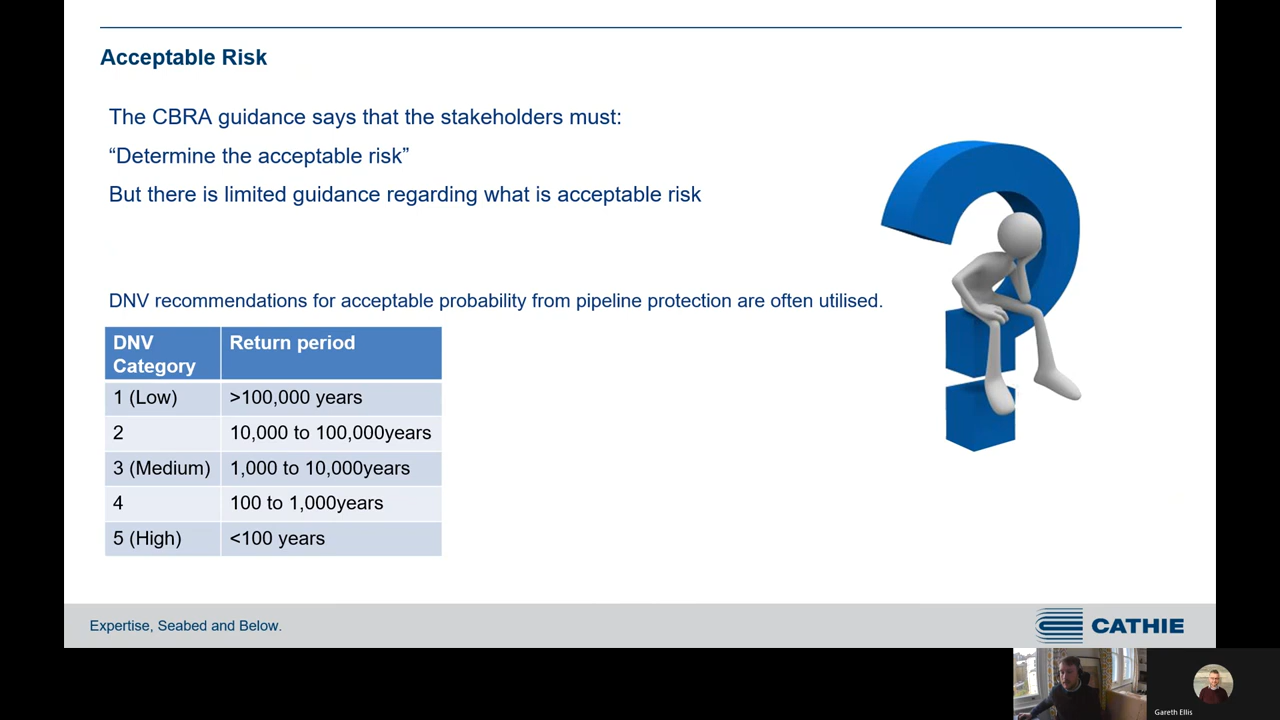 Acceptable Risk
The CBRA guidance says that the stakeholders must:
“Determine the acceptable risk”
But there is limited guidance regarding what is acceptable risk
DNV recommendations for acceptable probability from pipeline protection are often utilised.
DNV Category
Return period
1 (Low) >100,000 years
2 10,000 to 100,000years
3 (Medium) 1,000 to 10,000years
4 100 to 1,000years
5 (High) <100 years
Expertise, Seabed and Below.
CATHIE
Gareth Ellis